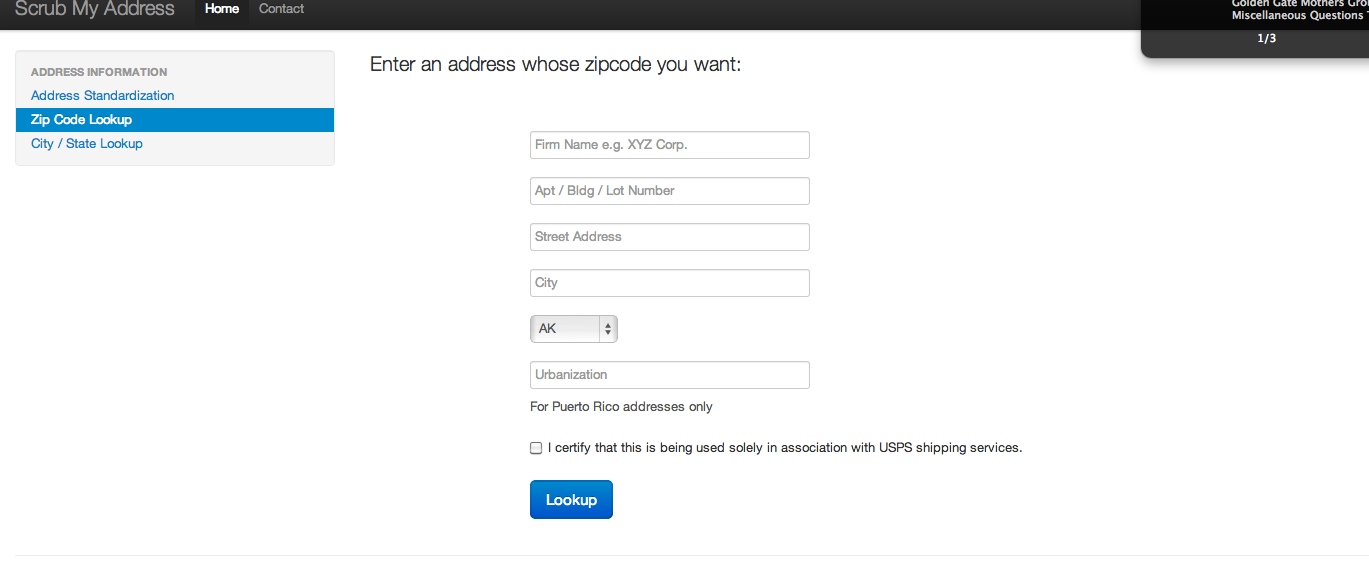 Scrub My Address Home Contact
Golden Gate Mothers
Miscellaneous Questions
1/3
ADDRESS INFORMATION
Address Standardization
Zip Code Lookup
City / State Lookup
Enter an address whose zipcode you want:
Firm Name e.g. XYZ Corp.
Apt / Bldg / Lot Number
Street Address
City
AK
Urbanization
For Puerto Rico addresses only
I certify that this is being used solely in association with USPS shipping services.
Lookup